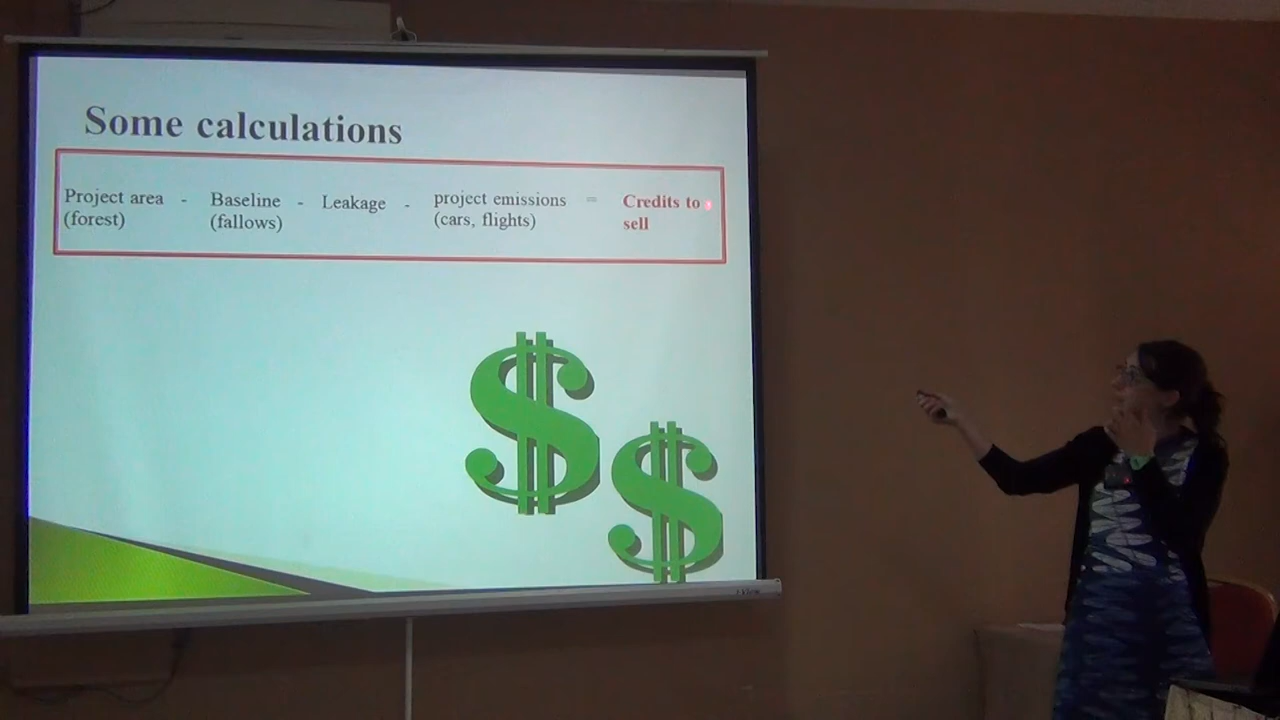 Some calculations
Project area - Baseline - Leakage - project emissions = Credits to
(forest) (fallows) (cars, flights) sell
$
$